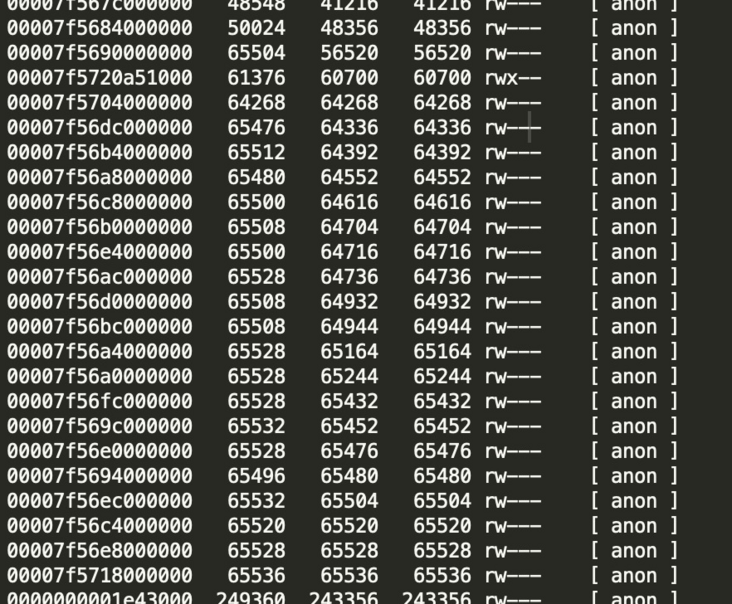 00007f567c000000 48548 41216 41216 rw--- [ anon ]
00007f5684000000 50024 48356 48356 rw--- [ anon ]
00007f5690000000 65504 56520 56520 rw--- [ anon ]
00007f5720a51000 61376 60700 60700 rwx-- [ anon ]
00007f5704000000 64268 64268 64268 rw--- [ anon ]
00007f56dc000000 65476 64336 64336 rw--- [ anon ]
00007f56b4000000 65512 64392 64392 rw--- [ anon ]
00007f56a8000000 65480 64552 64552 rw--- [ anon ]
00007f56c8000000 65500 64616 64616 rw--- [ anon ]
00007f56b0000000 65508 64704 64704 rw--- [ anon ]
00007f56e4000000 65500 64716 64716 rw--- [ anon ]
00007f56ac000000 65528 64736 64736 rw--- [ anon ]
00007f56d0000000 65508 64932 64932 rw--- [ anon ]
00007f56bc000000 65508 64944 64944 rw--- [ anon ]
00007f56a4000000 65528 65164 65164 rw--- [ anon ]
00007f56a0000000 65528 65244 65244 rw--- [ anon ]
00007f56fc000000 65528 65432 65432 rw--- [ anon ]
00007f569c000000 65532 65452 65452 rw--- [ anon ]
00007f56e0000000 65528 65476 65476 rw--- [ anon ]
00007f5694000000 65496 65480 65480 rw--- [ anon ]
00007f56ec000000 65532 65504 65504 rw--- [ anon ]
00007f56c4000000 65520 65520 65520 rw--- [ anon ]
00007f56e8000000 65528 65528 65528 rw--- [ anon ]
00007f5718000000 65536 65536 65536 rw--- [ anon ]
0000000001e43000 249360 243356 243356 rw--- [ anon ]